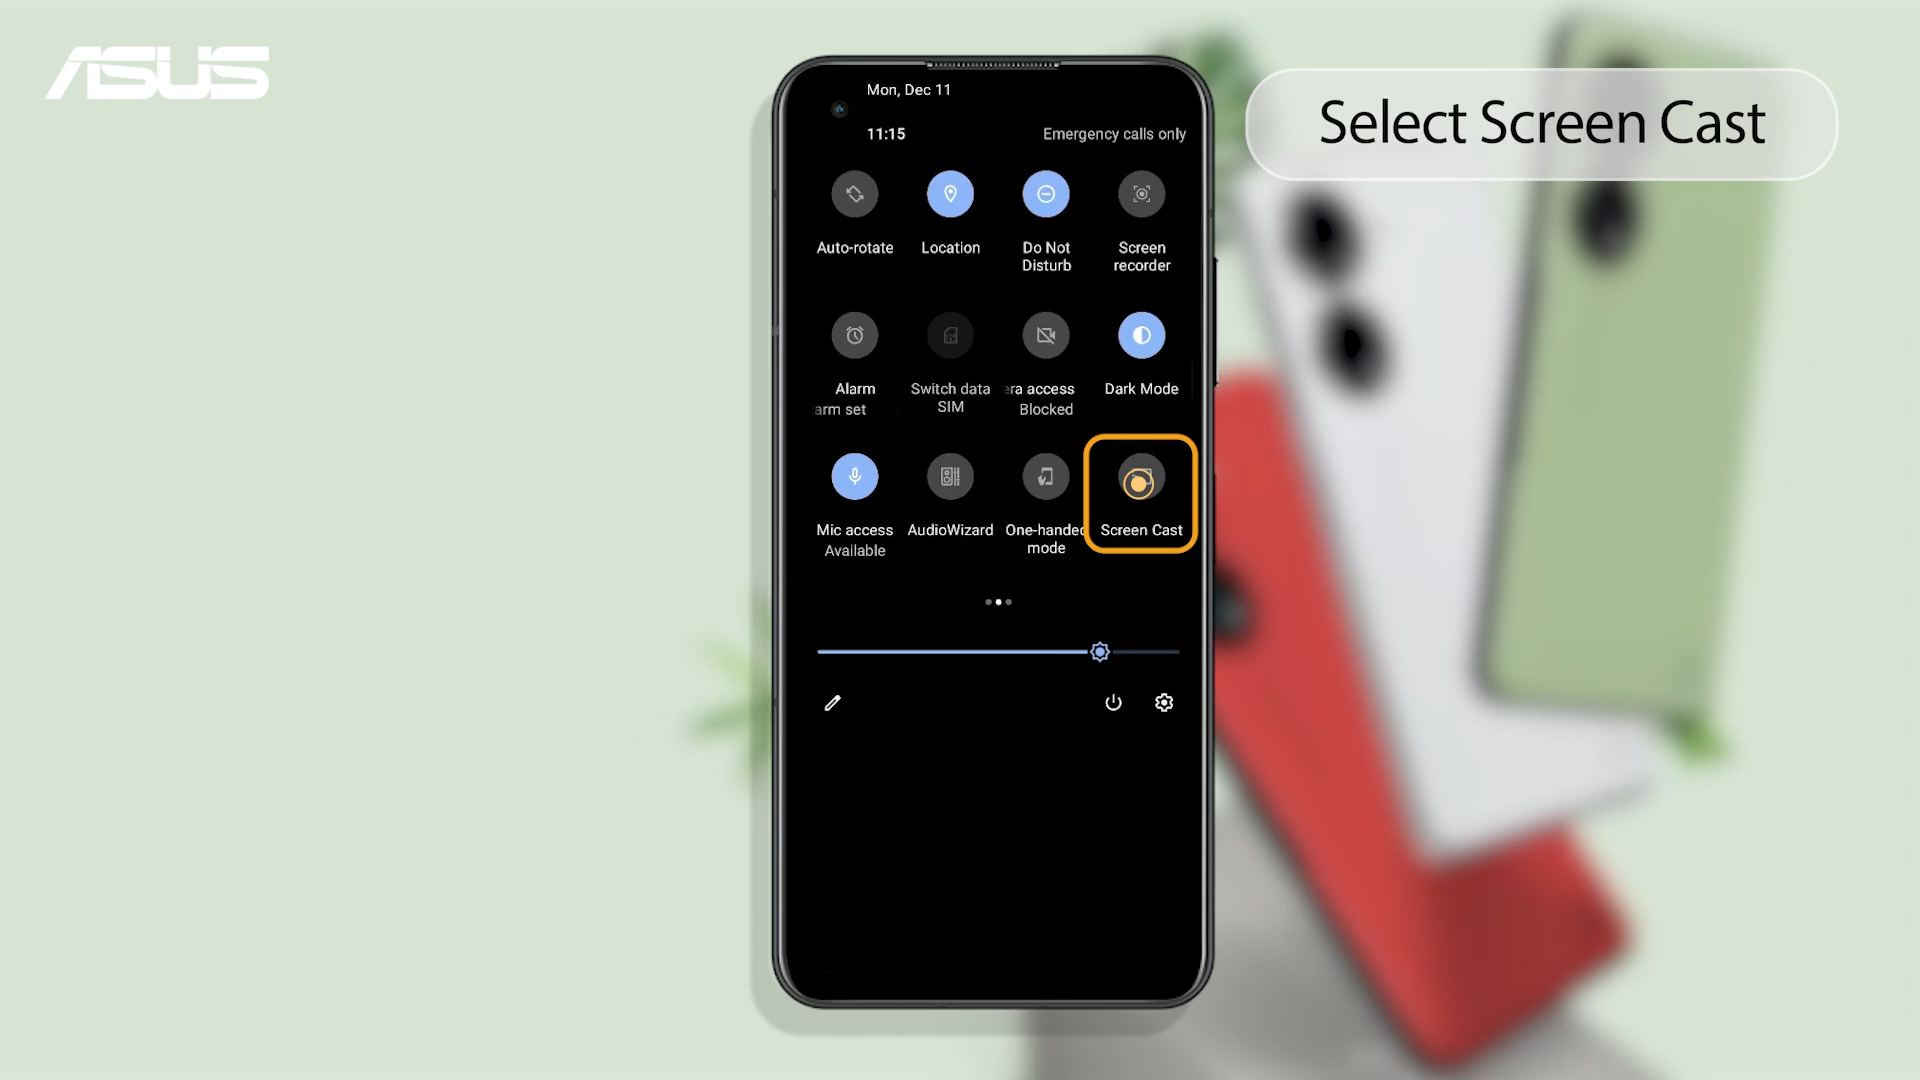 ASUS
Select Screen Cast
Mon, Dec 11
11:15
Emergency calls only
Auto-rotate
Location
Do Not
Disturb
Screen
recorder
Alarm
arm set
Switch data
SIM
era access
Blocked
Dark Mode
Mic access
Available
AudioWizard
One-handed
mode
Screen Cast